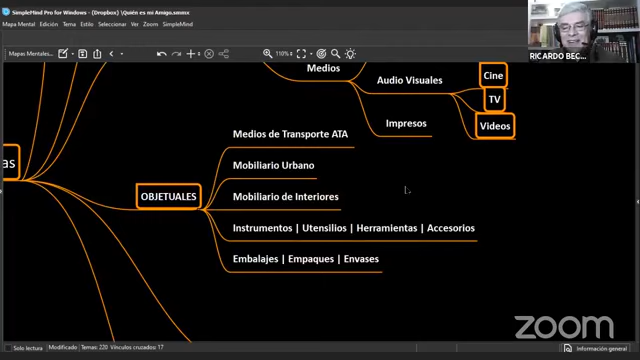 SimpleMind Pro for Windows - (Dropbox) \Quién es mi Amigo.smmx
Mapa Mental Edición Tema Estilo Seleccionar Ver Zoom SimpleMind
Mapas Mentales...
110%
RICARDO BEC...
Medios
Audio Visuales
Cine
TV
Impresos
Videos
as
Medios de Transporte ATA
Mobiliario Urbano
OBJETUALES
Mobiliario de Interiores
Instrumentos | Utensilios | Herramientas | Accesorios
Embalajes | Empaques | Envases
zoom
Solo lectura Modificado Temas: 220 Vínculos cruzados: 17
Información general